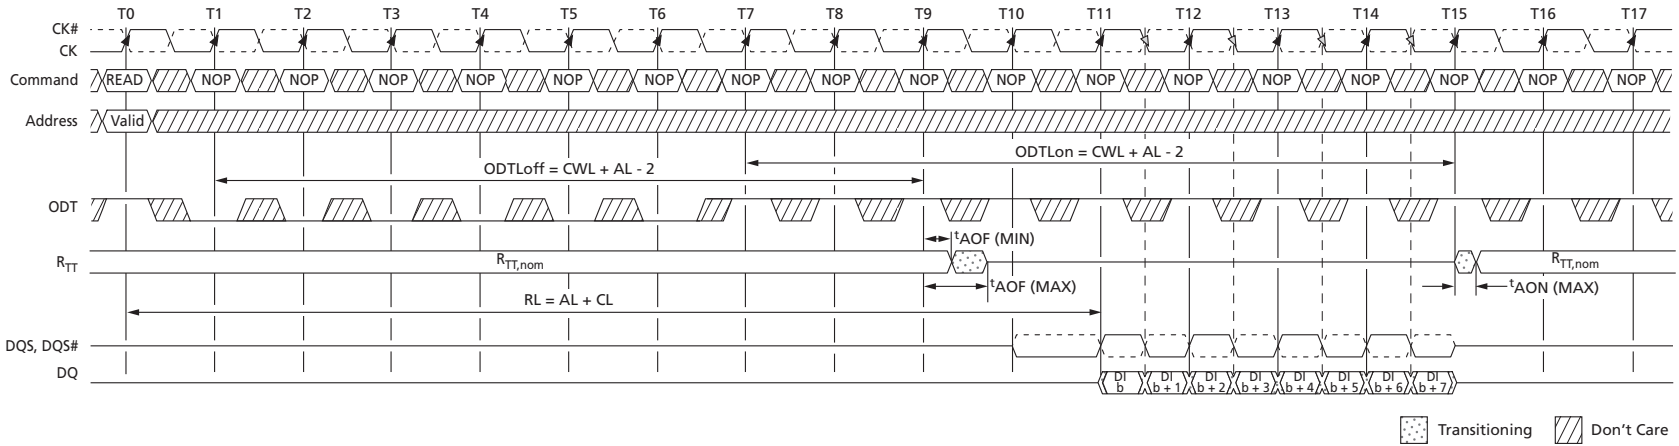 T0 T1 T2 T3 T4 T5 T6 T7 T8 T9 T10 T11 T12 T13 T14 T15 T16 T17
CK#
CK
Command READ NOP NOP NOP NOP NOP NOP NOP NOP NOP NOP NOP NOP NOP NOP NOP NOP NOP
Address Valid
ODTLon = CWL + AL - 2
ODTLoff = CWL + AL - 2
ODT
tAOF (MIN)
RTT RTT,nom RTT,nom
tAOF (MAX) tAON (MAX)
RL = AL + CL
DQS, DQS#
DQ DI b DI b + 1 DI b + 2 DI b + 3 DI b + 4 DI b + 5 DI b + 6 DI b + 7
Transitioning Don't Care